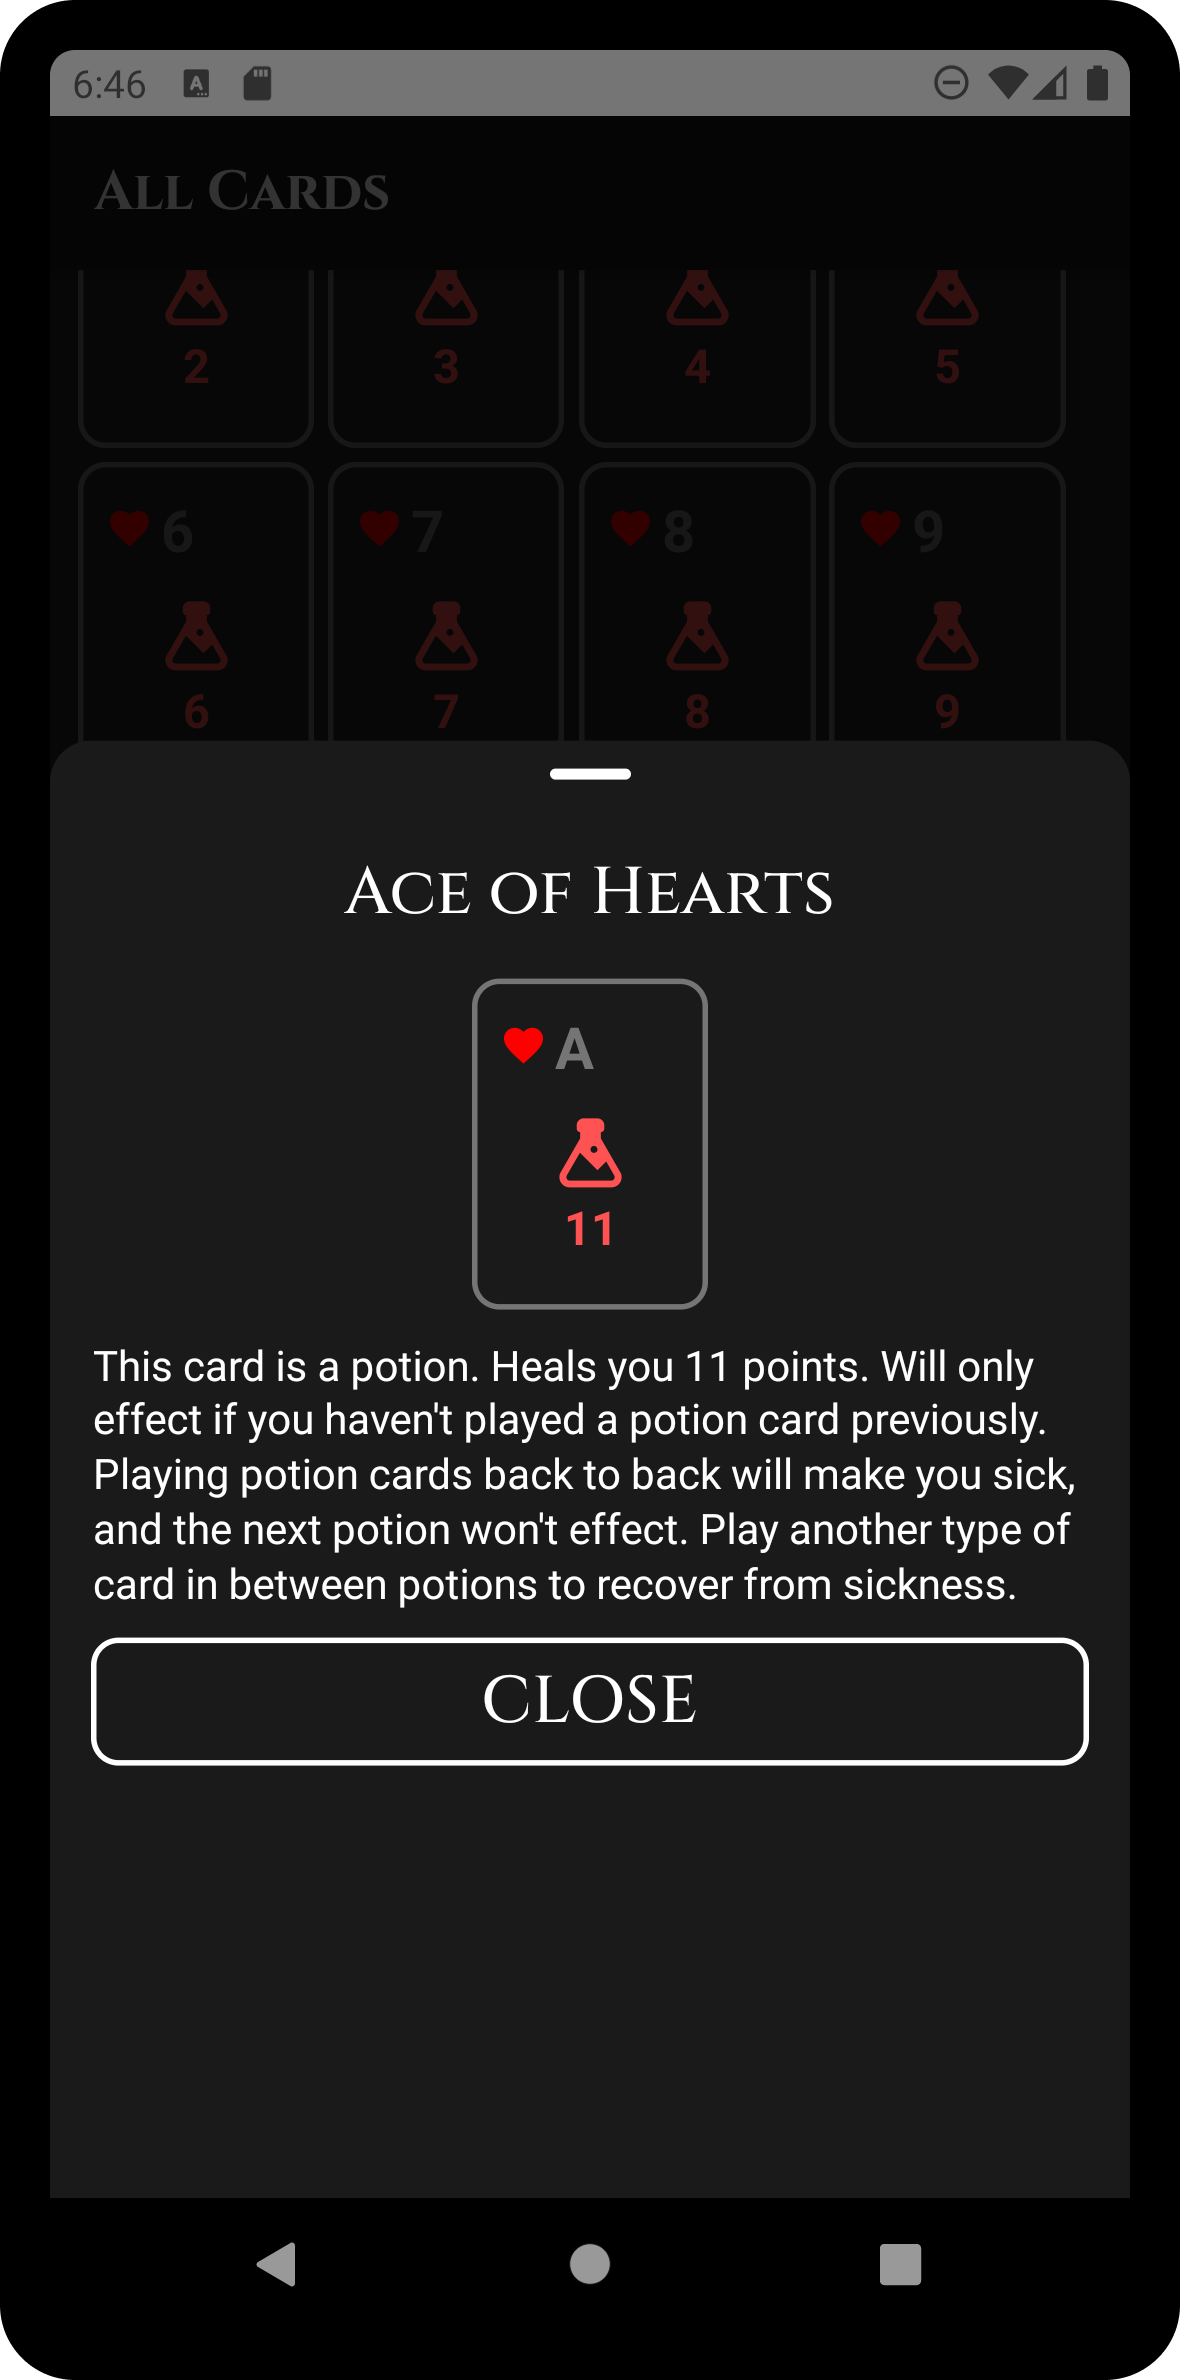 6:46
All Cards
2 3 4 5
6 7 8 9
6 7 8 9
Ace of Hearts
A
11
This card is a potion. Heals you 11 points. Will only
effect if you haven't played a potion card previously.
Playing potion cards back to back will make you sick,
and the next potion won't effect. Play another type of
card in between potions to recover from sickness.
CLOSE